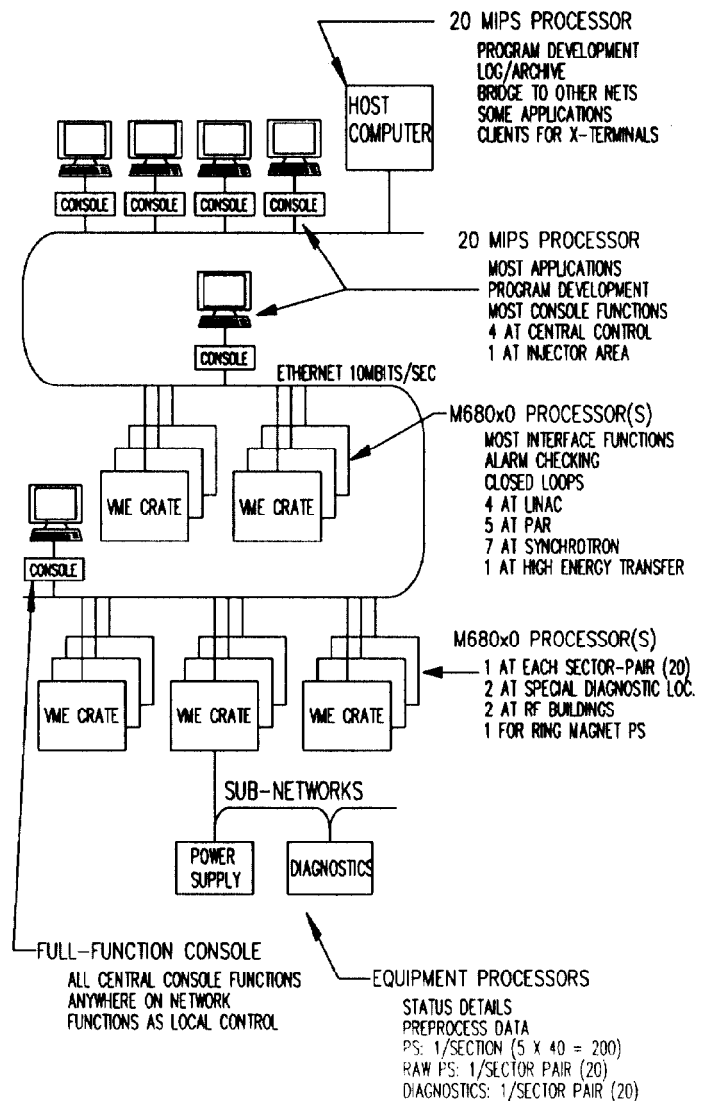 20 MIPS PROCESSOR
PROGRAM DEVELOPMENT
LOG/ARCHIVE
BRIDGE TO OTHER NETS
SOME APPLICATIONS
CLIENTS FOR X-TERMINALS
HOST
COMPUTER
CONSOLE
CONSOLE
CONSOLE
CONSOLE
20 MIPS PROCESSOR
MOST APPLICATIONS
PROGRAM DEVELOPMENT
MOST CONSOLE FUNCTIONS
4 AT CENTRAL CONTROL
1 AT INJECTOR AREA
CONSOLE
ETHERNET 10MBITS/SEC
M680x0 PROCESSOR(S)
MOST INTERFACE FUNCTIONS
ALARM CHECKING
CLOSED LOOPS
4 AT LINAC
5 AT PAR
7 AT SYNCHROTRON
1 AT HIGH ENERGY TRANSFER
VME CRATE
VME CRATE
CONSOLE
M680x0 PROCESSOR(S)
1 AT EACH SECTOR-PAIR (20)
2 AT SPECIAL DIAGNOSTIC LOC.
2 AT RF BUILDINGS
1 FOR RING MAGNET PS
VME CRATE
VME CRATE
VME CRATE
SUB-NETWORKS
POWER
SUPPLY
DIAGNOSTICS
FULL-FUNCTION CONSOLE
ALL CENTRAL CONSOLE FUNCTIONS
ANYWHERE ON NETWORK
FUNCTIONS AS LOCAL CONTROL
EQUIPMENT PROCESSORS
STATUS DETAILS
PREPROCESS DATA
PS: 1/SECTION (5 X 40 = 200)
RAW PS: 1/SECTOR PAIR (20)
DIAGNOSTICS: 1/SECTOR PAIR (20)